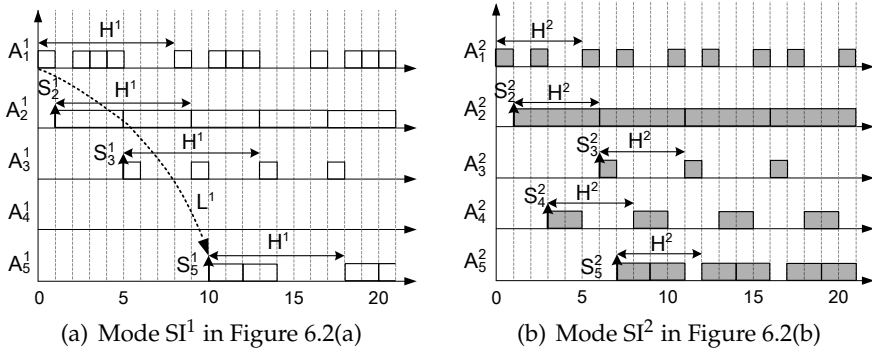 H¹
A¹₁
S¹₂
H¹
A¹₂
S¹₃
H¹
A¹₃
L¹
A¹₄
S¹₅
H¹
A¹₅
0 5 10 15 20
(a) Mode SI¹ in Figure 6.2(a)
H²
A²₁
S²₂
H²
A²₂
S²₃
H²
A²₃
S²₄
H²
A²₄
S²₅
H²
A²₅
0 5 10 15 20
(b) Mode SI² in Figure 6.2(b)